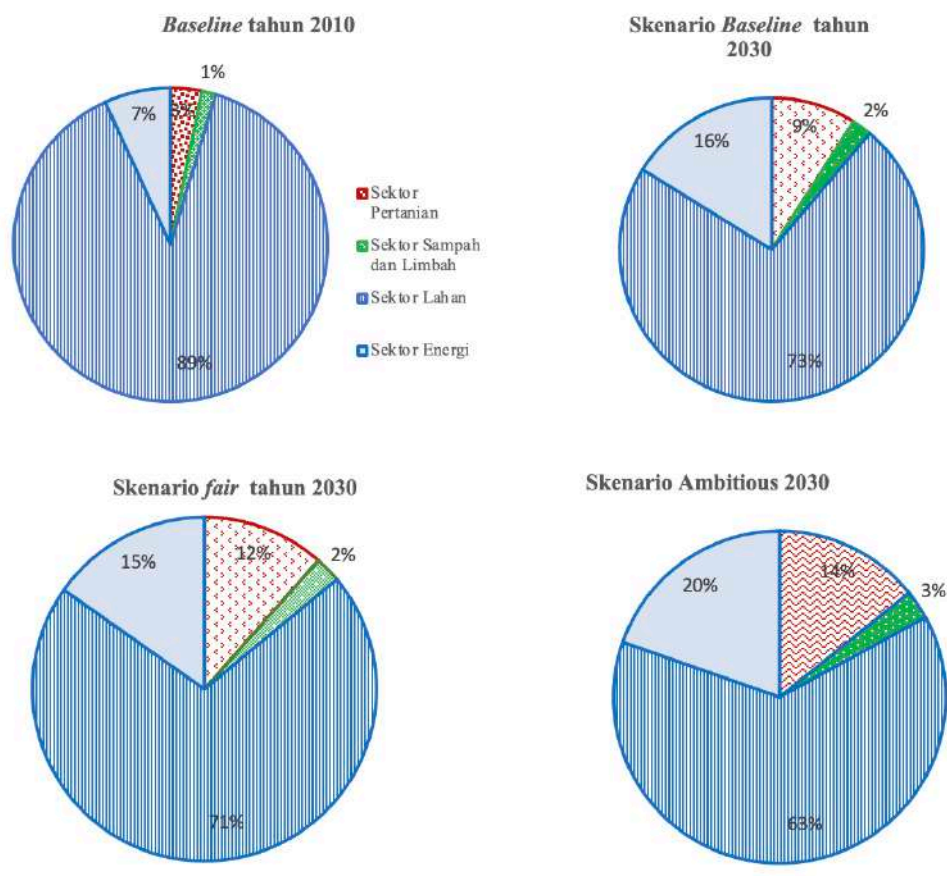 Baseline tahun 2010
1%
3%
7%
89%
Sektor
Pertanian
Sektor Sampah
dan Limbah
Sektor Lahan
Sektor Energi
Skenario Baseline tahun
2030
2%
9%
16%
73%
Skenario fair tahun 2030
12%
2%
15%
71%
Skenario Ambitious 2030
14%
3%
20%
63%